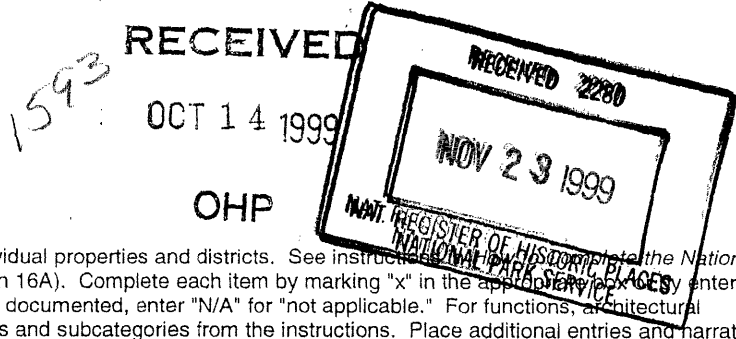 RECEIVED
1593
OCT 14 1999
OHP
RECEIVED 2280
NOV 23 1999
NAT. REGISTER OF HISTORIC PLACES
NATIONAL PARK SERVICE
vidual properties and districts. See instructions in How to Complete the Nation
n 16A). Complete each item by marking "x" in the appropriate box or by enter
documented, enter "N/A" for "not applicable." For functions, architectural
s and subcategories from the instructions. Place additional entries and narrat